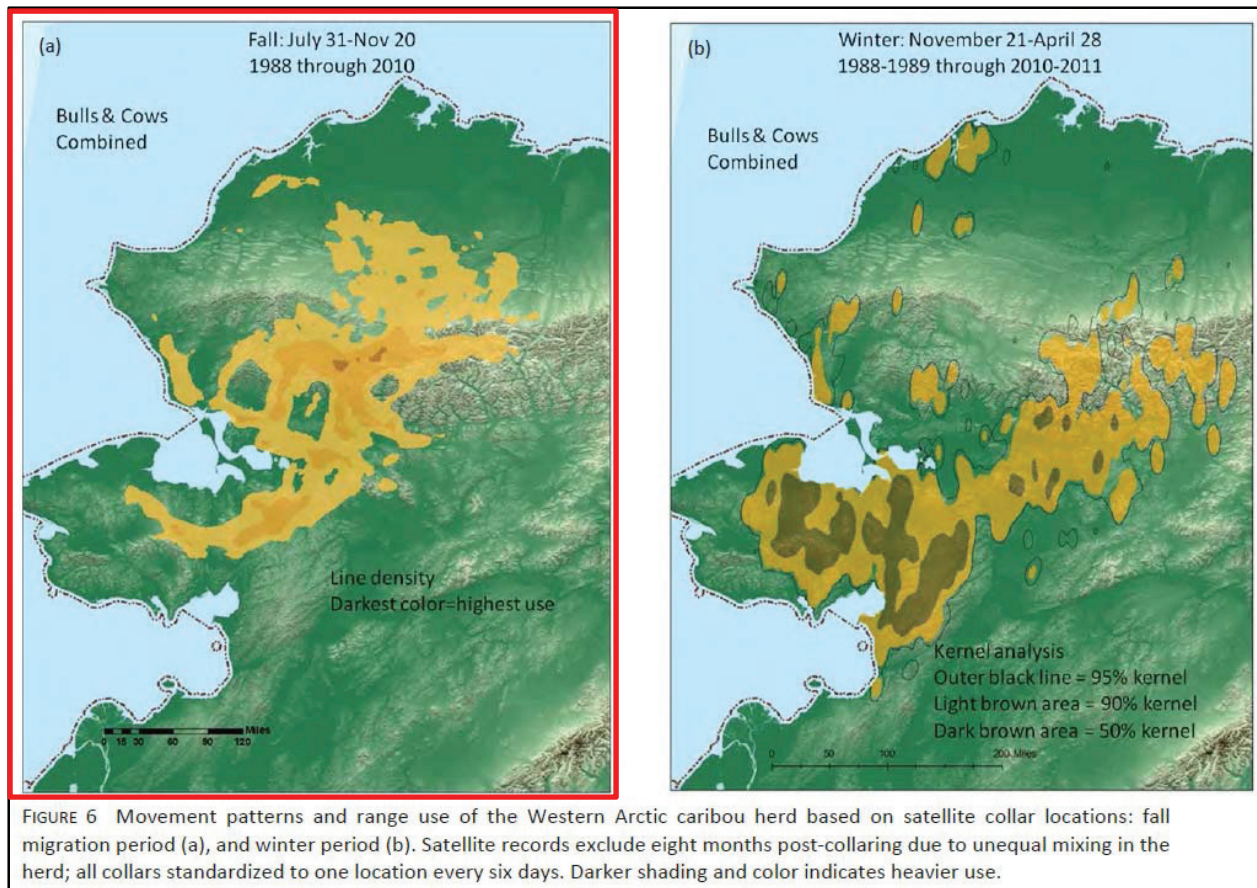 (a)
Fall: July 31-Nov 20
1988 through 2010
Bulls & Cows
Combined
Line density
Darkest color=highest use
Miles
0 15 30 60 90 120
(b)
Winter: November 21-April 28
1988-1989 through 2010-2011
Bulls & Cows
Combined
Kernel analysis
Outer black line = 95% kernel
Light brown area = 90% kernel
Dark brown area = 50% kernel
0 50 100 200 Miles
FIGURE 6 Movement patterns and range use of the Western Arctic caribou herd based on satellite collar locations: fall
migration period (a), and winter period (b). Satellite records exclude eight months post-collaring due to unequal mixing in the
herd; all collars standardized to one location every six days. Darker shading and color indicates heavier use.